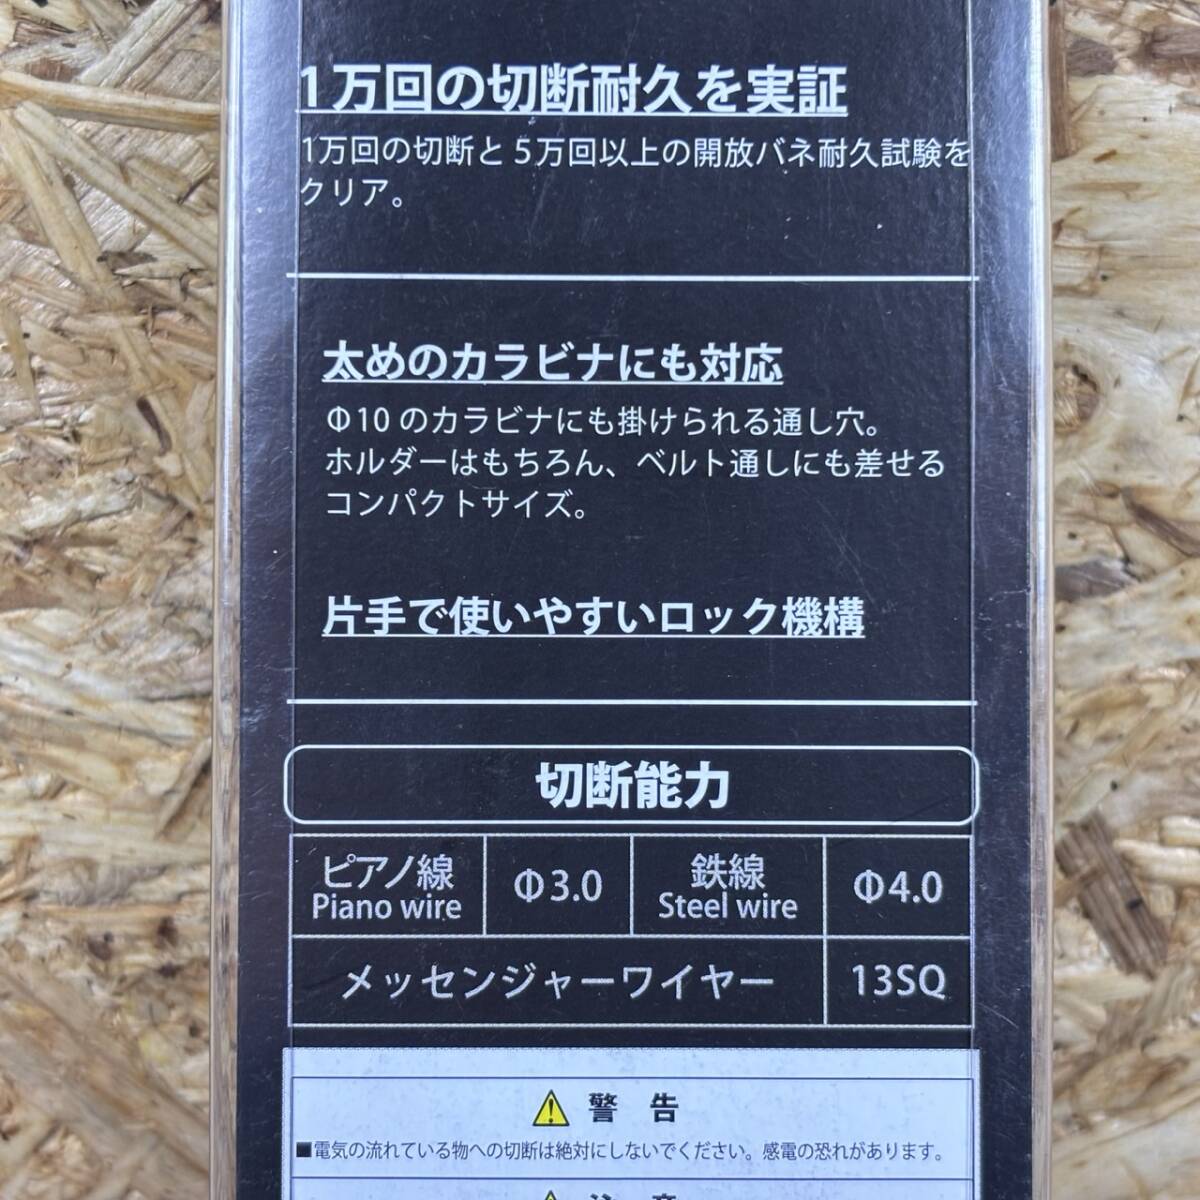 1万回の切断耐久を実証
1万回の切断と5万回以上の開放バネ耐久試験を
クリア。
太めのカラビナにも対応
Φ10のカラビナにも掛けられる通し穴。
ホルダーはもちろん、ベルト通しにも差せる
コンパクトサイズ。
片手で使いやすいロック機構
切断能力
ピアノ線 Φ3.0 鉄線 Φ4.0
Piano wire Steel wire
メッセンジャーワイヤー 13SQ
警告
■電気の流れている物への切断は絶対にしないでください。感電の恐れがあります。